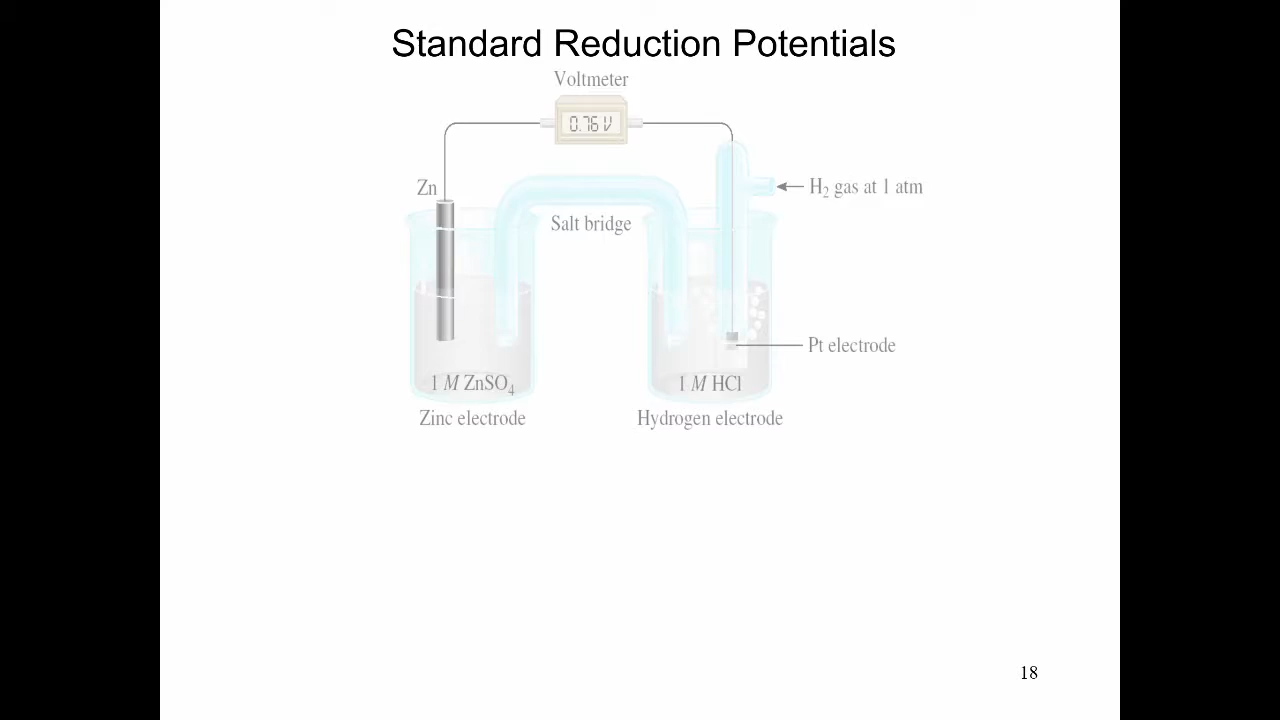 Standard Reduction Potentials
Voltmeter
0.76 V
Zn
H₂ gas at 1 atm
Salt bridge
Pt electrode
1 M ZnSO₄
1 M HCl
Zinc electrode
Hydrogen electrode
18